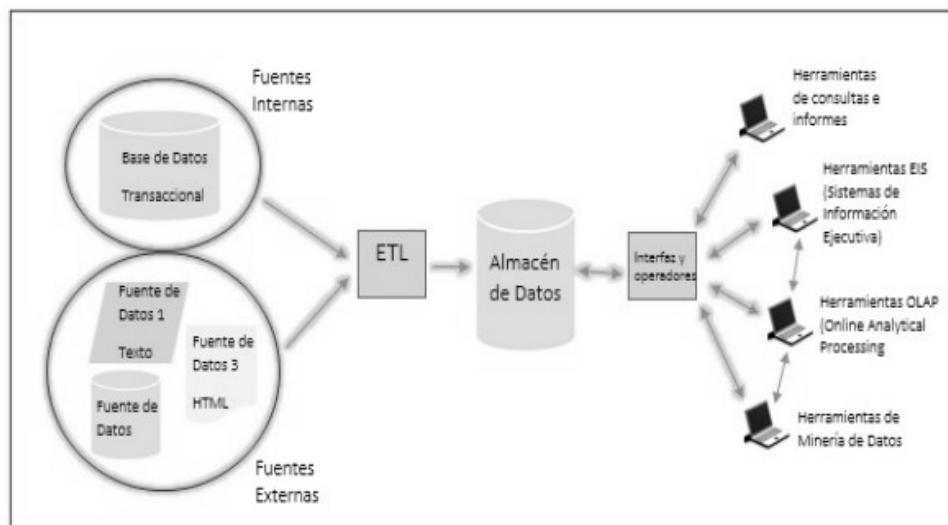 Fuentes
Internas
Base de Datos
Transaccional
Fuente de
Datos 1
Texto
Fuente de
Datos 3
HTML
Fuente de
Datos
Fuentes
Externas
ETL
Almacén
de Datos
Interfas y
operadores
Herramientas
de consultas e
informes
Herramientas EIS
(Sistemas de
Información
Ejecutiva)
Herramientas OLAP
(Online Analytical
Processing
Herramientas de
Minería de Datos